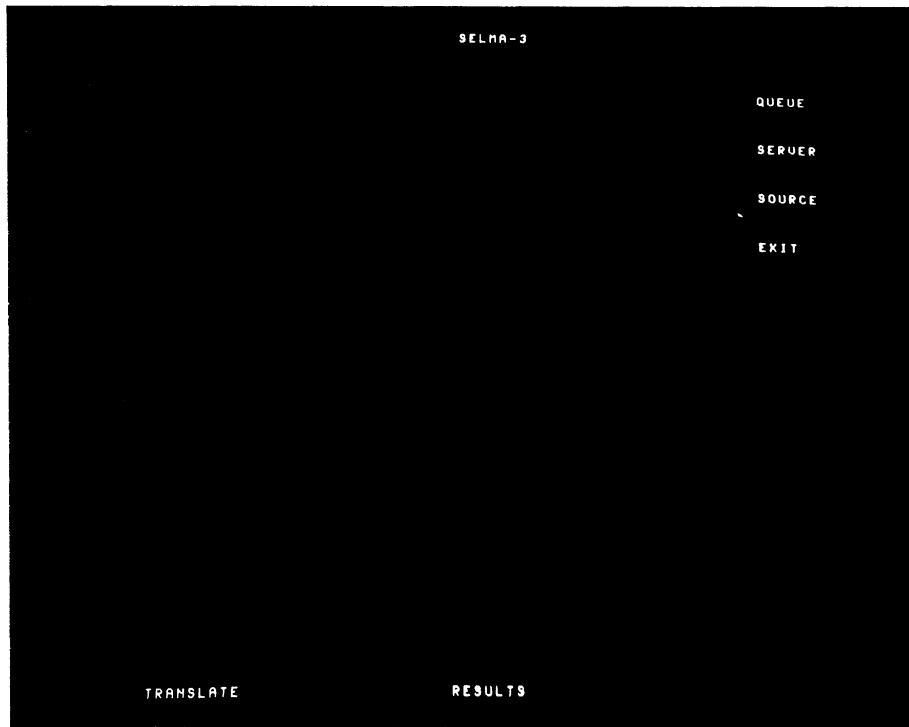 SELMA-3
QUEUE
SERVER
SOURCE
EXIT
TRANSLATE RESULTS